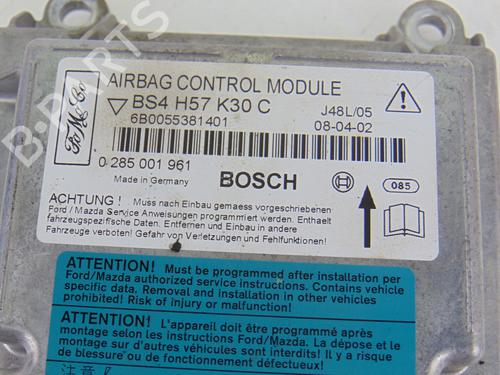 AIRBAG CONTROL MODULE
BS4 H57 K30 C
J48L/05
6B0055381401
08-04-02
0 285 001 961
Made in Germany
BOSCH
085
FoMoCo
ACHTUNG ! Muss nach Einbau gemaess vorgeschriebenen
Ford / Mazda Service Anweisungen programmiert werden. Enthalt
fahrzeugspezifische Daten. Entfernen und Einbau in andere
Fahrzeuge verboten! Gefahr von Verletzungen und Fehlfunktionen!
ATTENTION! Must be programmed after installation per
Ford/Mazda authorized service instructions. Contains vehicle
specific data. Removal and installation in other vehicles
prohibited! Risk of injury or malfunction!
ATTENTION ! L'appareil doit être programmé après
montage selon les instructions Ford/Mazda. La dépose et le
montage sur d'autres véhicules sont interdits! Il y a risque
de blessure ou de fonctionnement défectueux!
注意!
B-PARTS